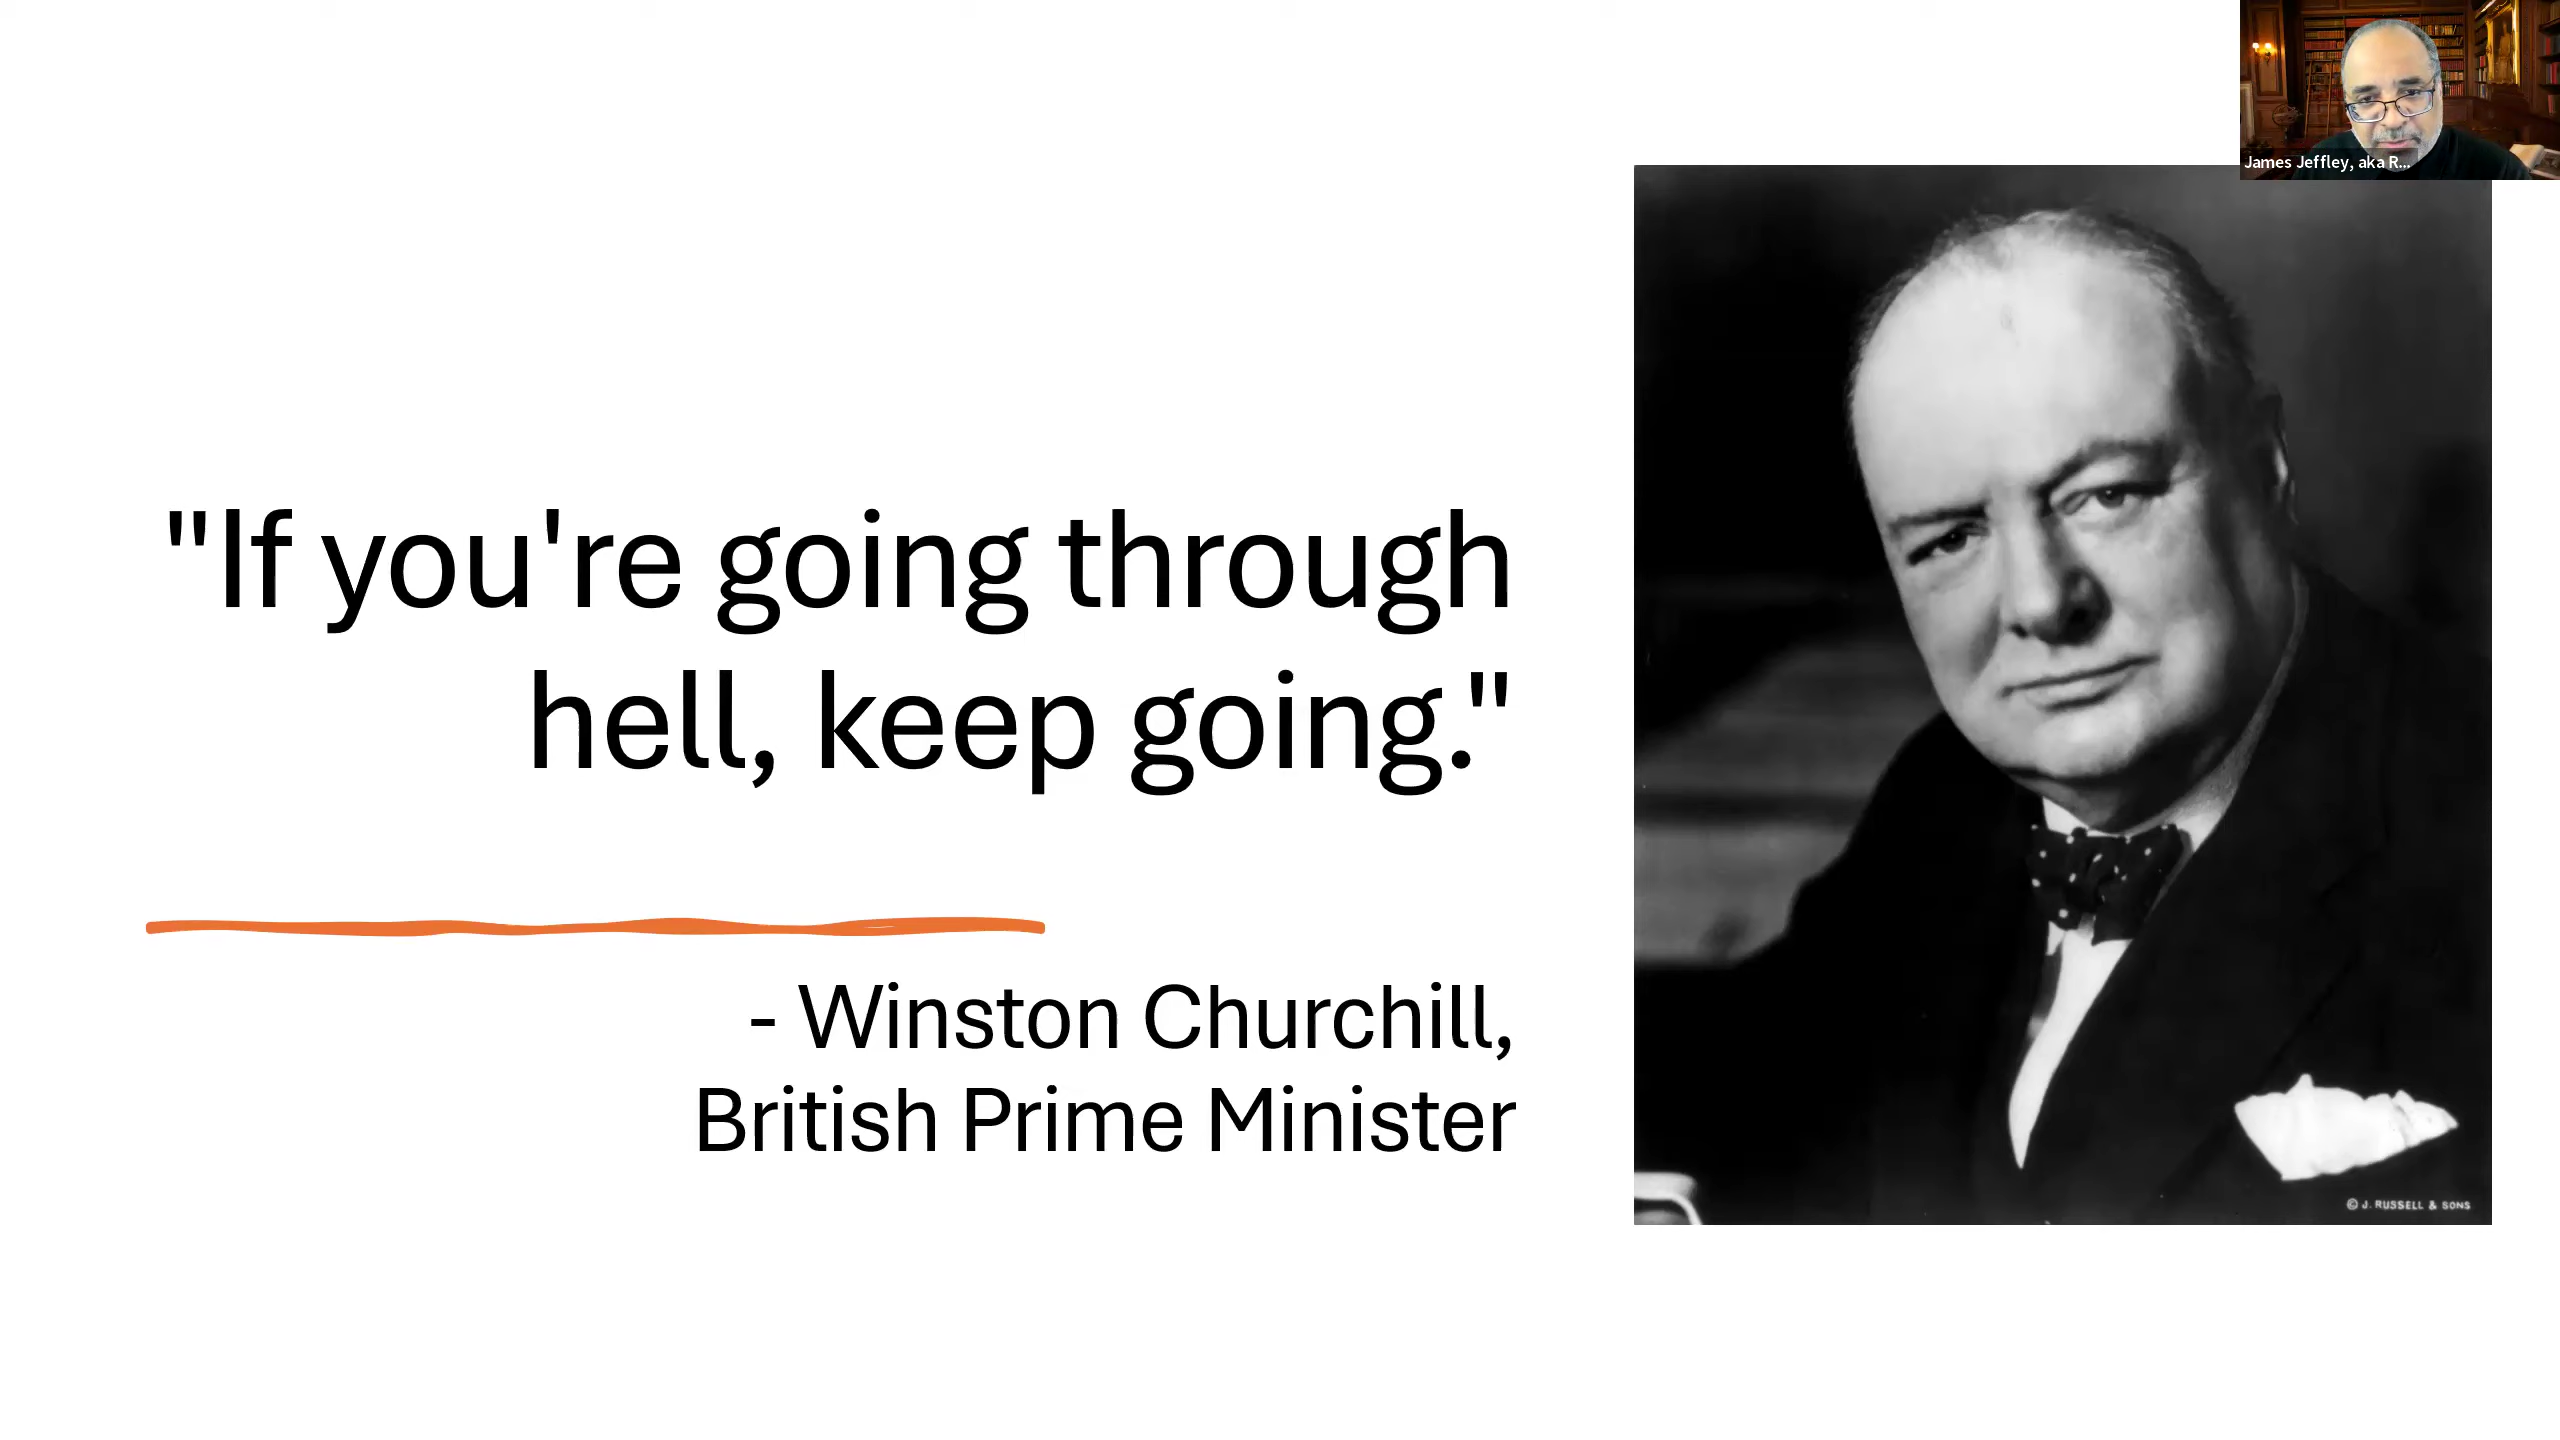 James Jeffley, aka R...
"If you're going through
hell, keep going."
- Winston Churchill,
British Prime Minister
© J. RUSSELL & SONS